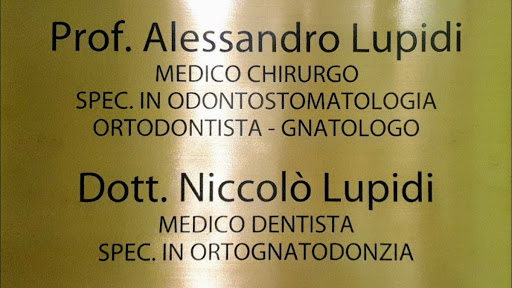 Prof. Alessandro Lupidi
MEDICO CHIRURGO
SPEC. IN ODONTOSTOMATOLOGIA
ORTODONTISTA - GNATOLOGO
Dott. Niccolò Lupidi
MEDICO DENTISTA
SPEC. IN ORTOGNATODONZIA